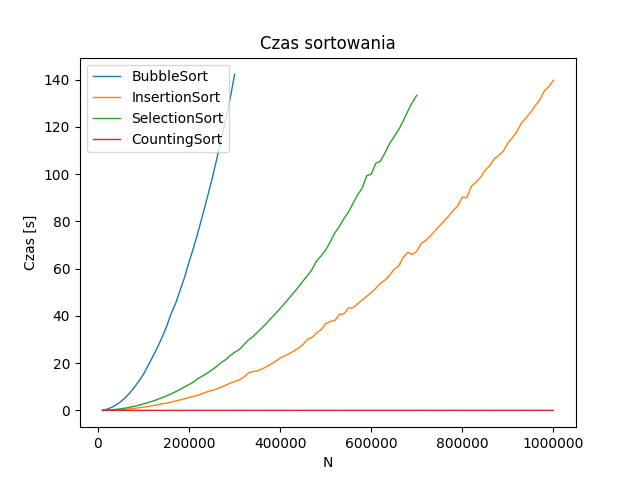 Czas sortowania
BubbleSort
InsertionSort
SelectionSort
CountingSort
Czas [s]
140
120
100
80
60
40
20
0
0 200000 400000 600000 800000 1000000
N